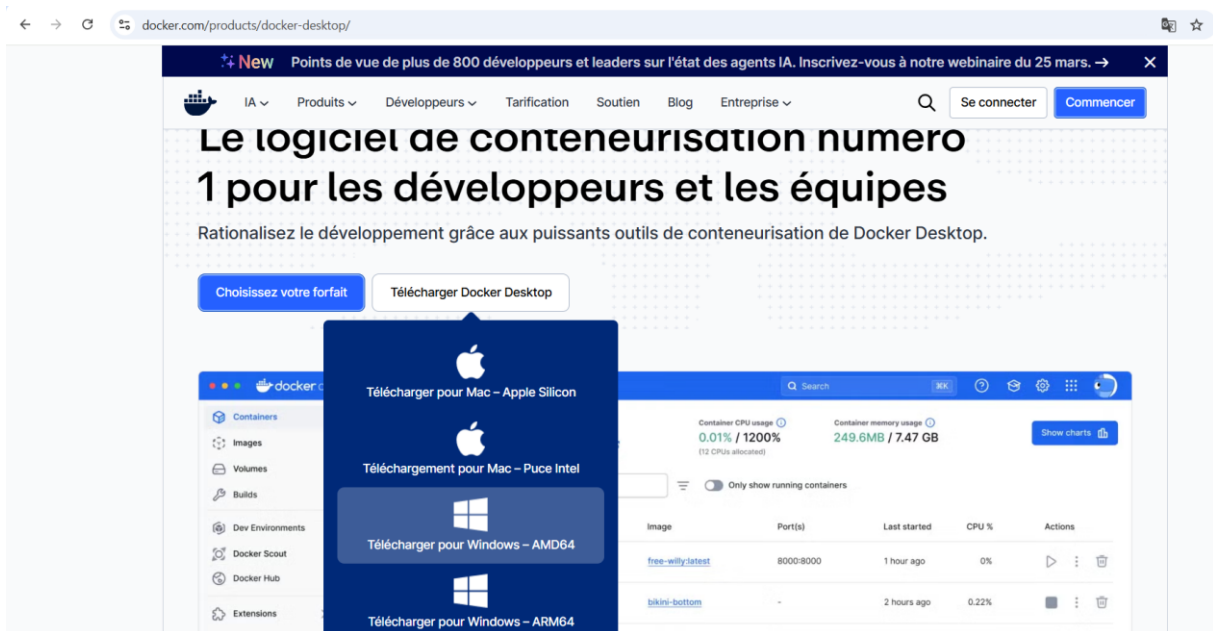 docker.com/products/docker-desktop/
New Points de vue de plus de 800 développeurs et leaders sur l'état des agents IA. Inscrivez-vous à notre webinaire du 25 mars. → ×
IA Produits Développeurs Tarification Soutien Blog Entreprise Se connecter Commencer
Le logiciel de conteneurisation numéro
1 pour les développeurs et les équipes
Rationalisez le développement grâce aux puissants outils de conteneurisation de Docker Desktop.
Choisissez votre forfait Télécharger Docker Desktop
Télécharger pour Mac – Apple Silicon
Téléchargement pour Mac – Puce Intel
Télécharger pour Windows – AMD64
Télécharger pour Windows – ARM64
docker Search ⌘K
Containers
Images
Volumes
Builds
Dev Environments
Docker Scout
Docker Hub
Extensions
Container CPU usage Container memory usage
0.01% / 1200% 249.6MB / 7.47 GB
(12 CPUs allocated)
Show charts
Only show running containers
Image Port(s) Last started CPU % Actions
free-willy:latest 8000:8000 1 hour ago 0%
bikini-bottom - 2 hours ago 0.22%